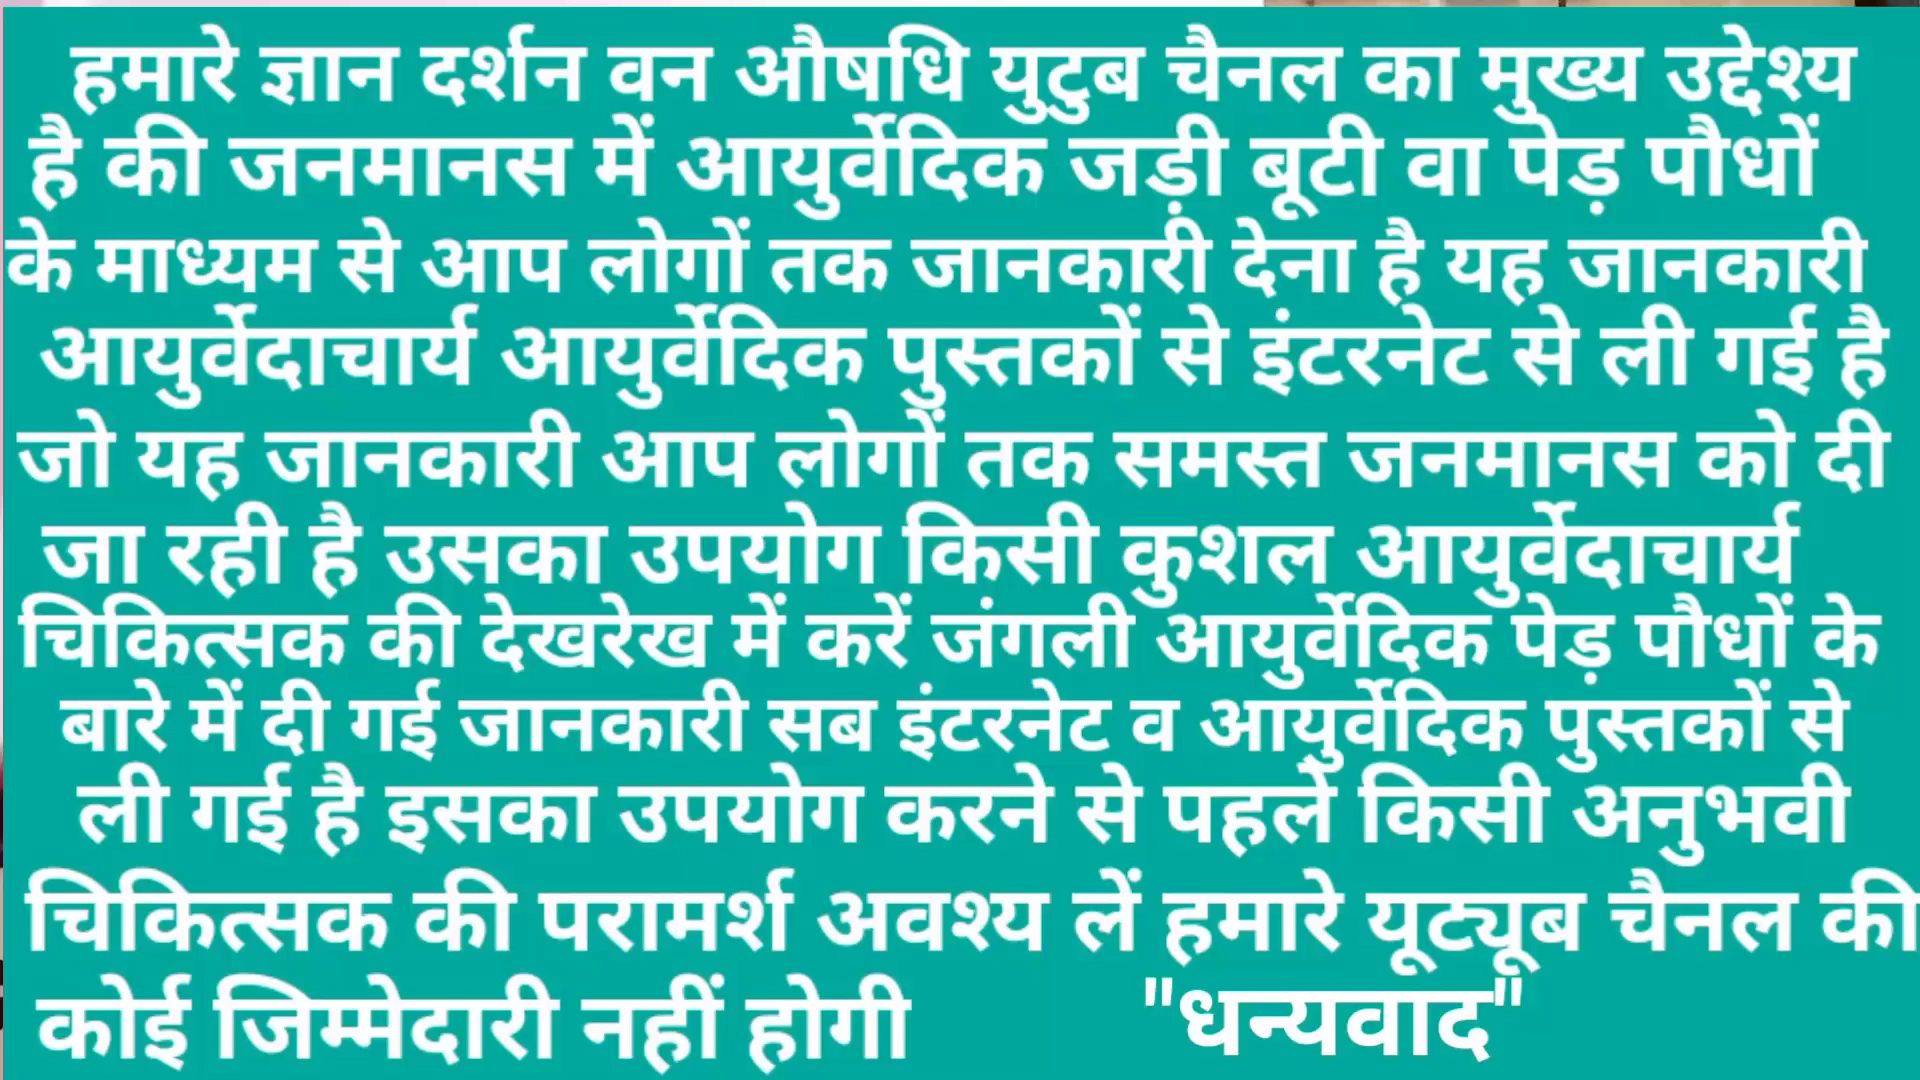 हमारे ज्ञान दर्शन वन औषधि युटुब चैनल का मुख्य उद्देश्य
है की जनमानस में आयुर्वेदिक जड़ी बूटी वा पेड़ पौधों
के माध्यम से आप लोगों तक जानकारी देना है यह जानकारी
आयुर्वेदाचार्य आयुर्वेदिक पुस्तकों से इंटरनेट से ली गई है
जो यह जानकारी आप लोगों तक समस्त जनमानस को दी
जा रही है उसका उपयोग किसी कुशल आयुर्वेदाचार्य
चिकित्सक की देखरेख में करें जंगली आयुर्वेदिक पेड़ पौधों के
बारे में दी गई जानकारी सब इंटरनेट व आयुर्वेदिक पुस्तकों से
ली गई है इसका उपयोग करने से पहले किसी अनुभवी
चिकित्सक की परामर्श अवश्य लें हमारे यूट्यूब चैनल की
कोई जिम्मेदारी नहीं होगी "धन्यवाद"